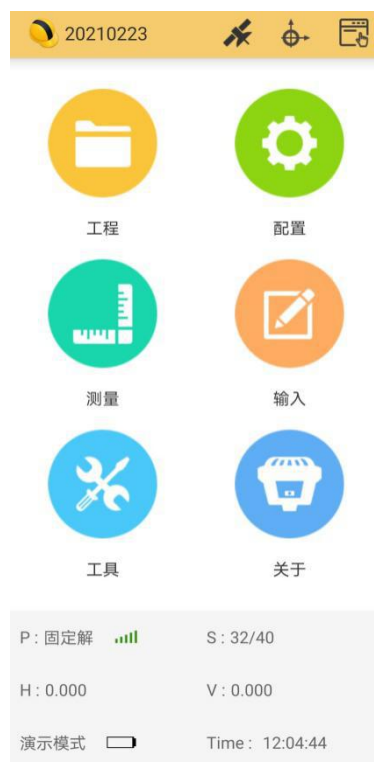 20210223
工程 配置
测量 输入
工具 关于
P : 固定解 S : 32/40
H : 0.000 V : 0.000
演示模式 Time : 12:04:44